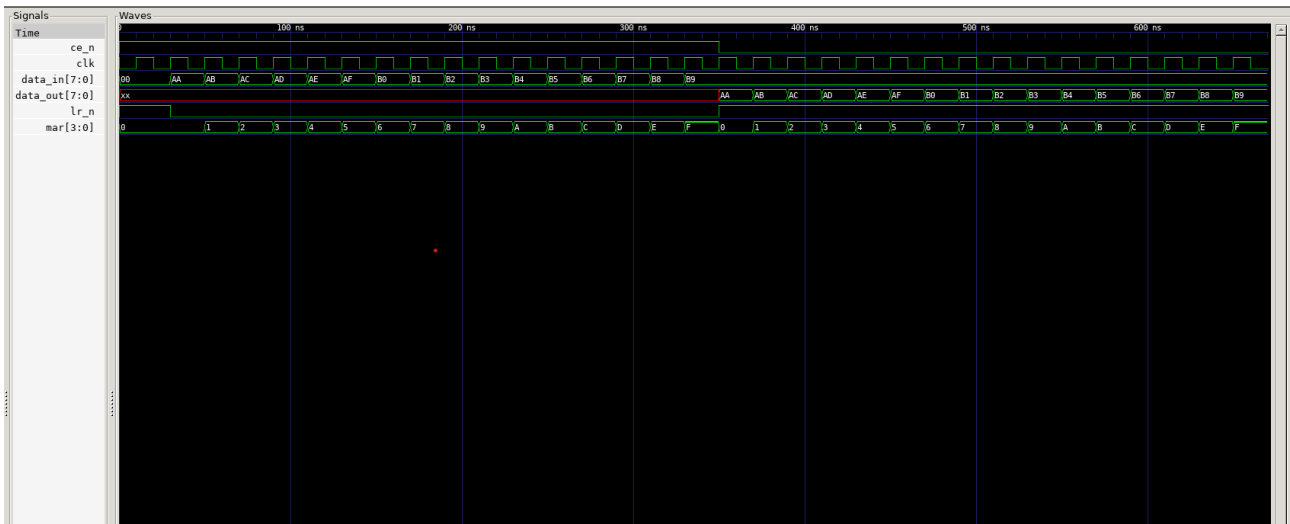 Signals Waves
Time 100 ns 200 ns 300 ns 400 ns 500 ns 600 ns
ce_n
clk
data_in[7:0] 00 AA AB AC AD AE AF B0 B1 B2 B3 B4 B5 B6 B7 B8 B9
data_out[7:0] xx AA AB AC AD AE AF B0 B1 B2 B3 B4 B5 B6 B7 B8 B9
lr_n
mar[3:0] 0 1 2 3 4 5 6 7 8 9 A B C D E F 0 1 2 3 4 5 6 7 8 9 A B C D E F